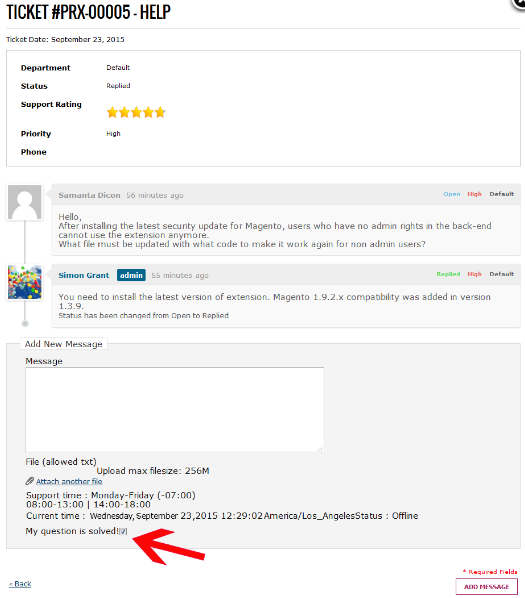 TICKET #PRX-00005 - HELP
Ticket Date: September 23, 2015
Department Default
Status Replied
Support Rating
Priority High
Phone
Samanta Dicon 56 minutes ago Open High Default
Hello,
After installing the latest security update for Magento, users who have no admin rights in the back-end
cannot use the extension anymore.
What file must be updated with what code to make it work again for non admin users?
Simon Grant admin 55 minutes ago Replied High Default
You need to install the latest version of extension. Magento 1.9.2.x compatbility was added in version
1.3.9.
Status has been changed from Open to Replied
Add New Message
Message
File (allowed txt)
Upload max filesize: 256M
Attach another file
Support time : Monday-Friday (-07:00)
08:00-13:00 | 14:00-18:00
Current time : Wednesday, September 23,2015 12:29:02America/Los_AngelesStatus : Offline
My question is solved!
* Required Fields
‹ Back
ADD MESSAGE